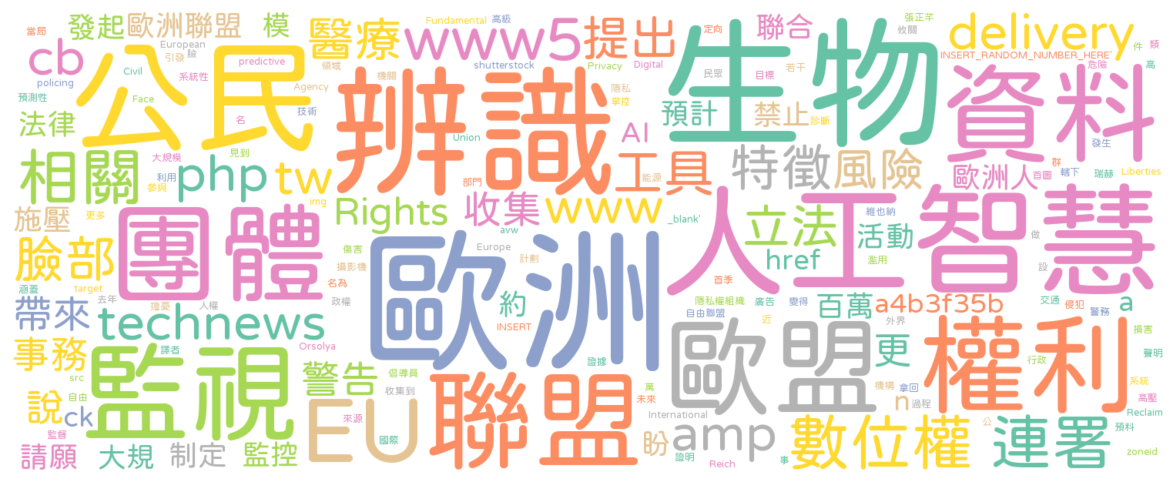 當局
發起
歐洲聯盟
模
醫療
Fundamental
高級
www5
提出
定向
聯合
張正芊
攸關
delivery
件
類
cb
European
臉
引發
predictive
shutterstock
隱私
Privacy
Digital
民眾
目標
若干
INSERT_RANDOM_NUMBER_HERE`
危險
高
policing
Civil
系統性
公民
領域
機關
辨識
生物
資料
預測性
Face
Agency
名
技術
掌控
預計
禁止
診斷
法律
大規模
見到
Union
AI
發生
相關
利用
參與
php
tw
部門
能源
工具
特徵
風險
歐洲人
首圖
群
轄下
瑞赫
Liberties
更多
img
Rights
收集
www
_blank`
立法
維也納
做
施壓
團體
avw
Europe
計劃
人工智慧
活動
濫用
設
臉部
傷害
攝影機
歐洲
href
首季
涵蓋
target
去年
人權
名為
政權
約
隱私權組織
廣告
變得
百萬
a4b3f35b
交通
侵犯
警務
a
帶來
擔憂
technews
INSERT
自由聯盟
近
外界
損害
事務
譯者
Orsolya
歐盟
更
權利
聲明
src
自由
監視
警告
倡導員
證據
行政
系統
說
收集到
聯盟
萬
未來
機構
拿回
高壓
ck
EU
來源
International
n
過程
Reclaim
監督
國際
盼
amp
數位權
公
連署
預料
請願
大規
制定
監控
Reich
證明
事
zoneid